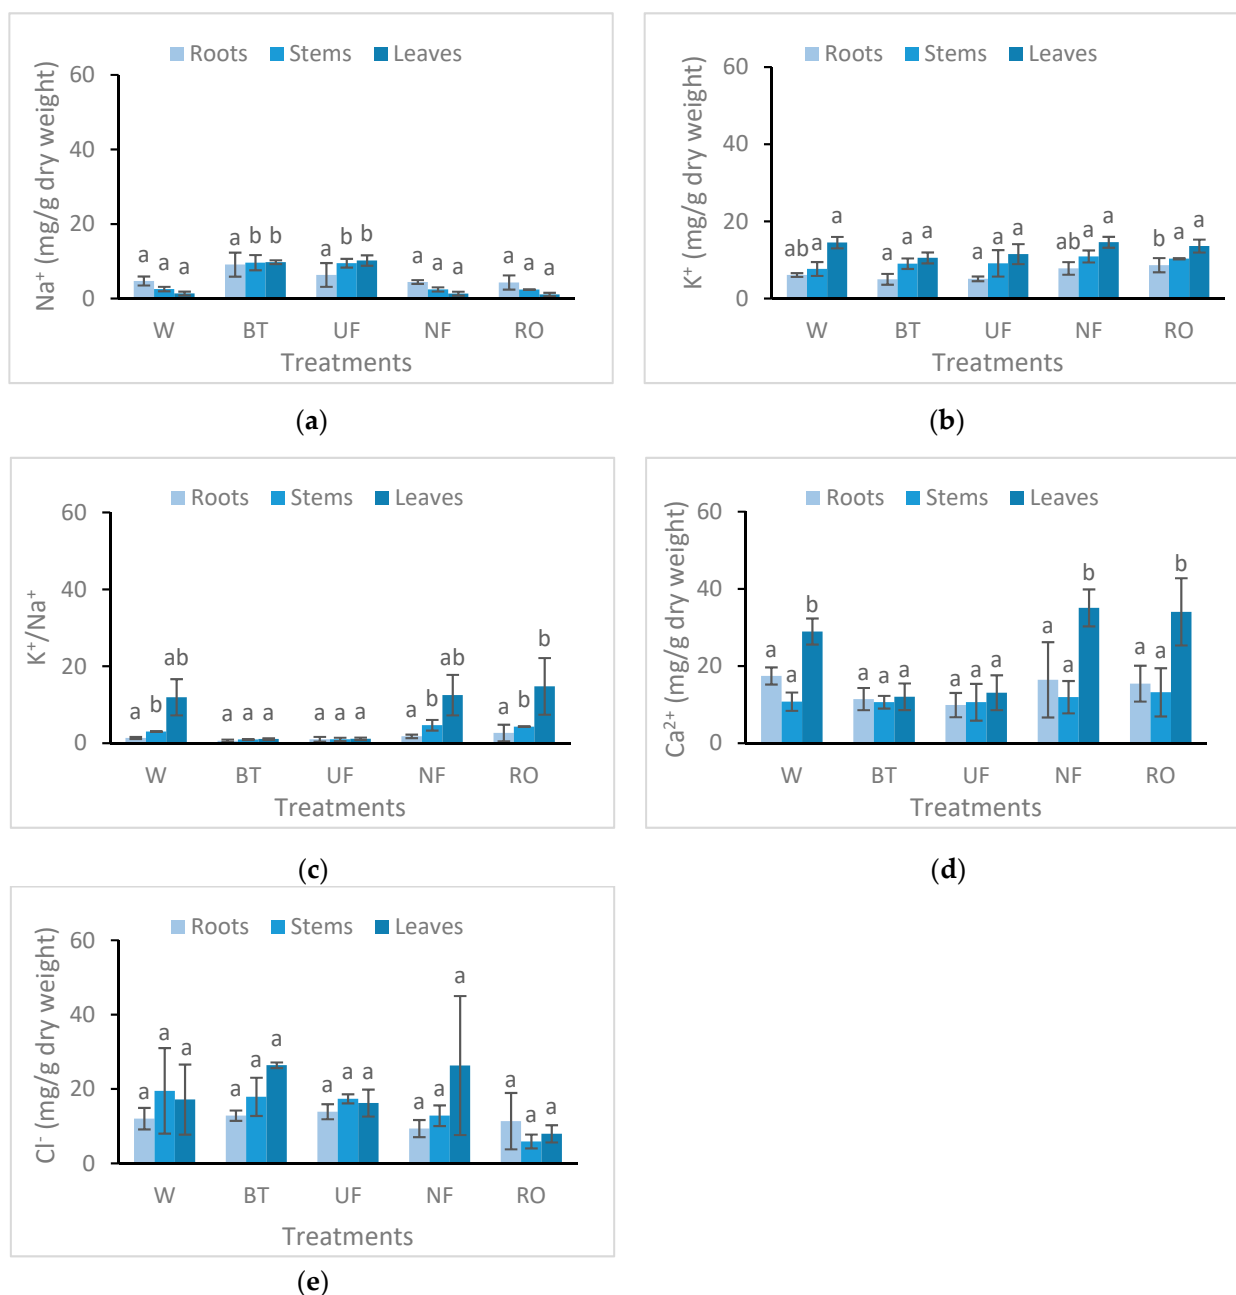 Roots Stems Leaves
60
40
20
0
Na⁺ (mg/g dry weight)
a a a a b b a b b a a a a a a
W BT UF NF RO
Treatments
(a)
Roots Stems Leaves
60
40
20
0
K⁺ (mg/g dry weight)
ab a a a a a a a a ab a a b a a
W BT UF NF RO
Treatments
(b)
Roots Stems Leaves
60
40
20
0
K⁺/Na⁺
a b ab a a a a a a a b ab a b b
W BT UF NF RO
Treatments
(c)
Roots Stems Leaves
60
40
20
0
Ca²⁺ (mg/g dry weight)
a a b a a a a a a a a b a a b
W BT UF NF RO
Treatments
(d)
Roots Stems Leaves
60
40
20
0
Cl⁻ (mg/g dry weight)
a a a a a a a a a a a a a a a
W BT UF NF RO
Treatments
(e)